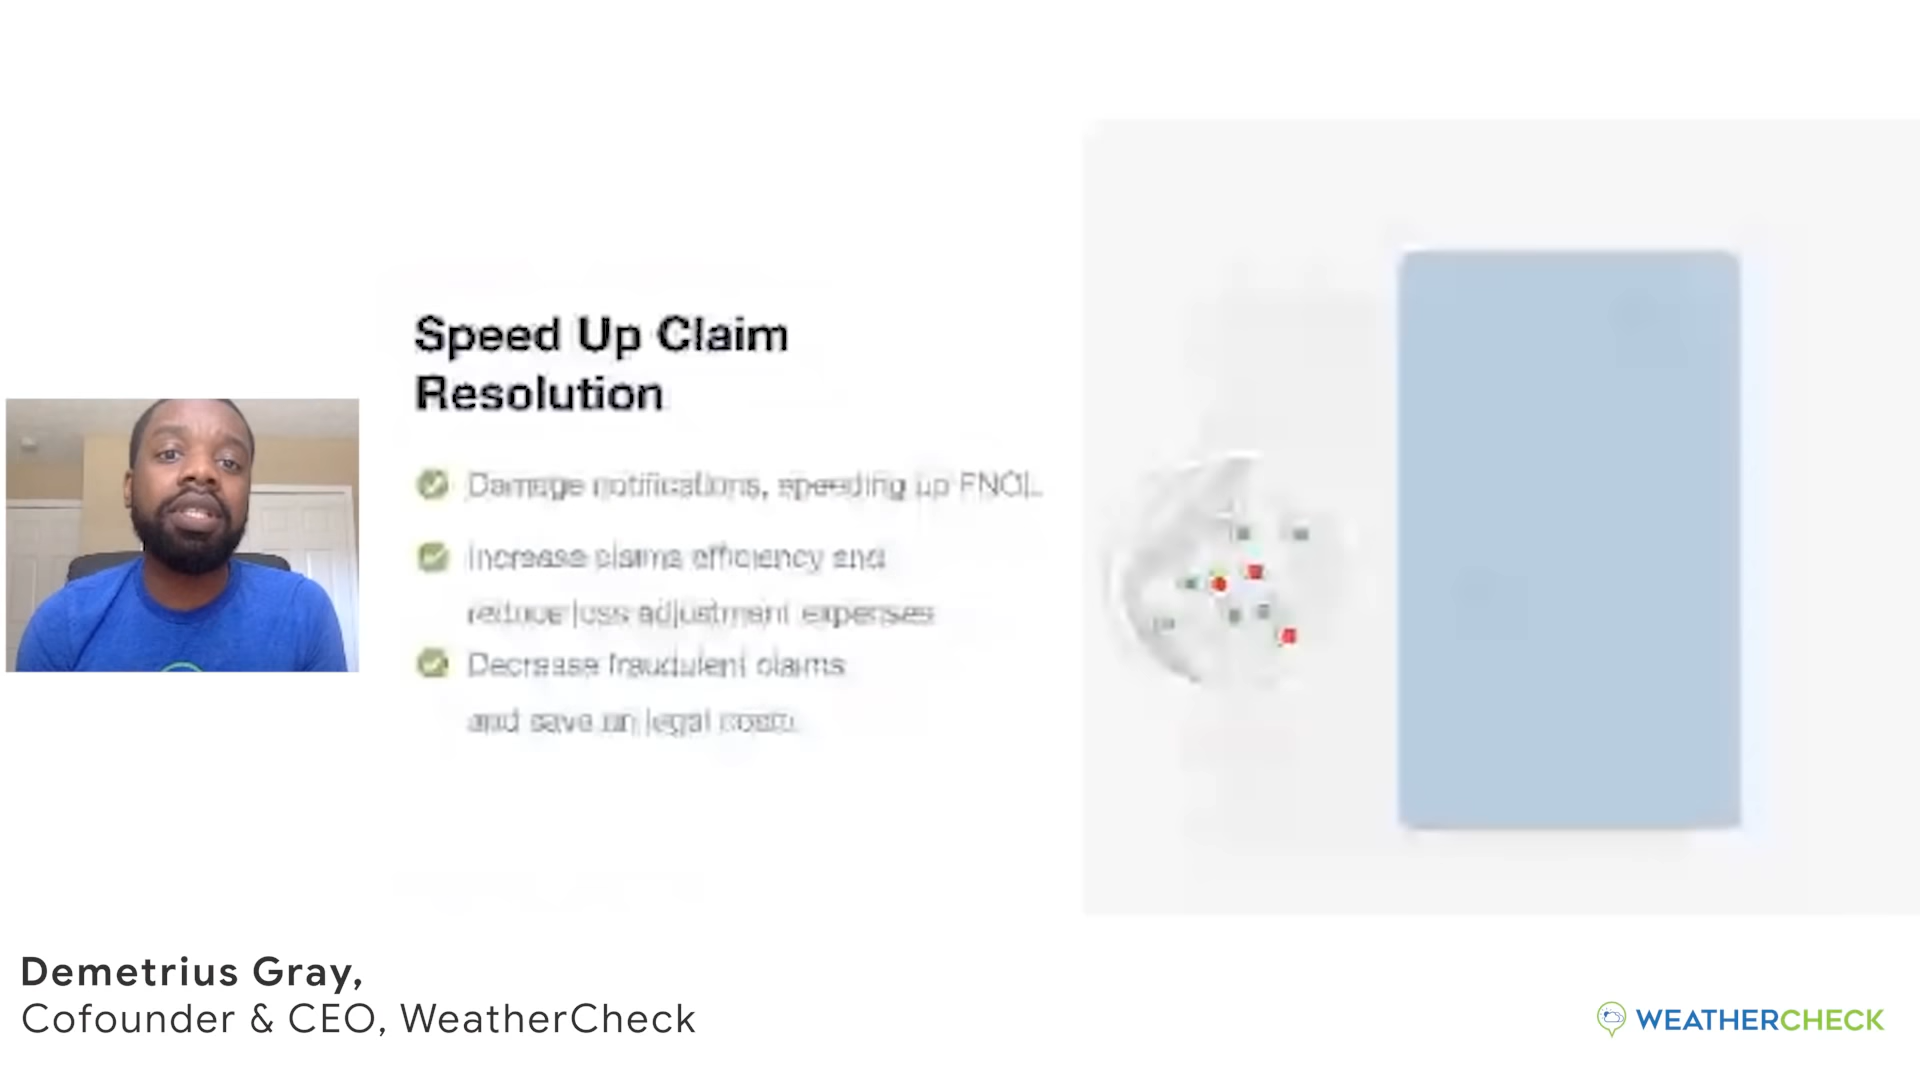 Speed Up Claim
Resolution
Damage notifications, speeding up FNOL.
Increase claims efficiency and
reduce loss adjustment expenses
Decrease fraudulent claims
and save on legal costs.
Demetrius Gray,
Cofounder & CEO, WeatherCheck
WEATHERCHECK